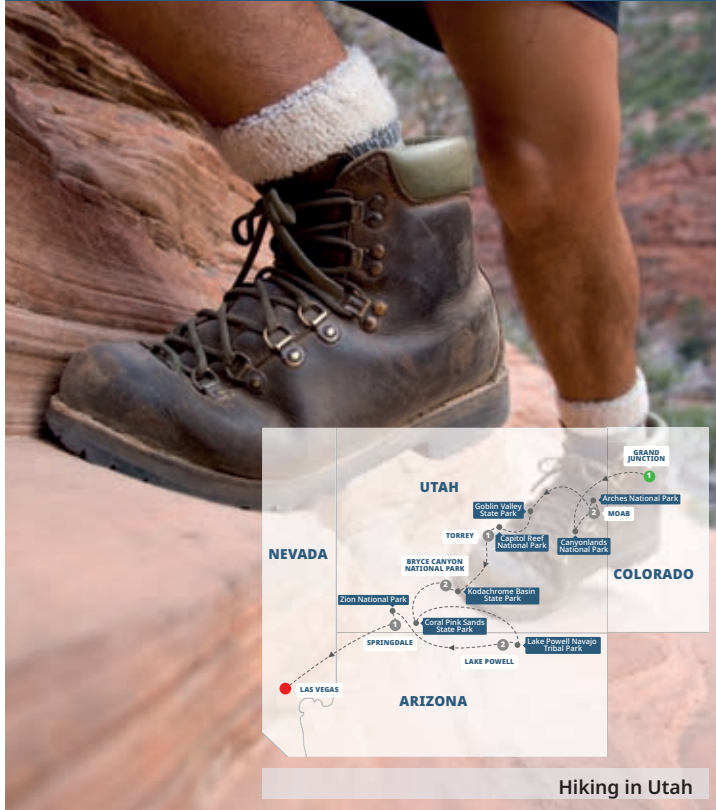 GRAND
JUNCTION
1
UTAH
Arches National Park
Goblin Valley
State Park
2
MOAB
TORREY
1
Capitol Reef
National Park
Canyonlands
National Park
NEVADA
BRYCE CANYON
NATIONAL PARK
COLORADO
2
Kodachrome Basin
State Park
Zion National Park
1
Coral Pink Sands
State Park
SPRINGDALE
2
Lake Powell Navajo
Tribal Park
LAKE POWELL
LAS VEGAS
ARIZONA
Hiking in Utah